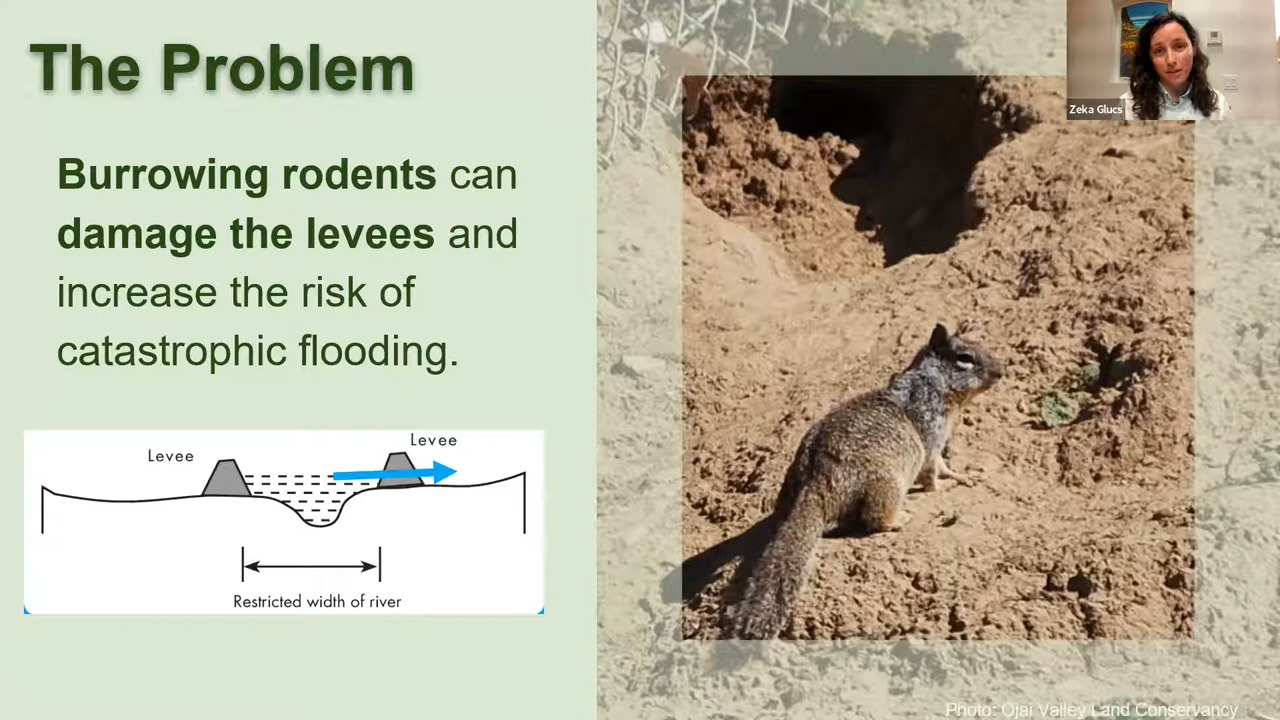 The Problem
Zeka Glucs
Burrowing rodents can
damage the levees and
increase the risk of
catastrophic flooding.
Levee
Levee
Restricted width of river
Photo: Ojai Valley Land Conservancy